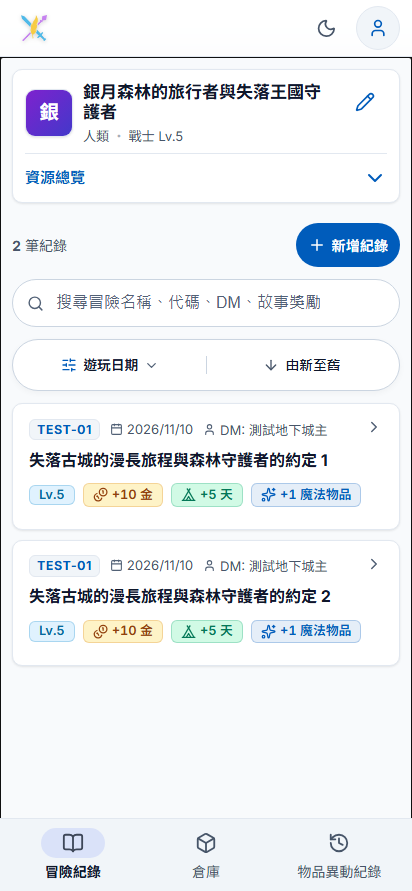 銀月森林的旅行者與失落王國守
銀
護者
人類 • 戰士 Lv.5
資源總覽
2 筆紀錄
新增紀錄
搜尋冒險名稱、代碼、DM、故事獎勵
遊玩日期
由新至舊
TEST-01 2026/11/10 DM: 測試地下城主
失落古城的漫長旅程與森林守護者的約定 1
Lv.5 +10 金 +5 天 +1 魔法物品
TEST-01 2026/11/10 DM: 測試地下城主
失落古城的漫長旅程與森林守護者的約定 2
Lv.5 +10 金 +5 天 +1 魔法物品
冒險紀錄 倉庫 物品異動紀錄